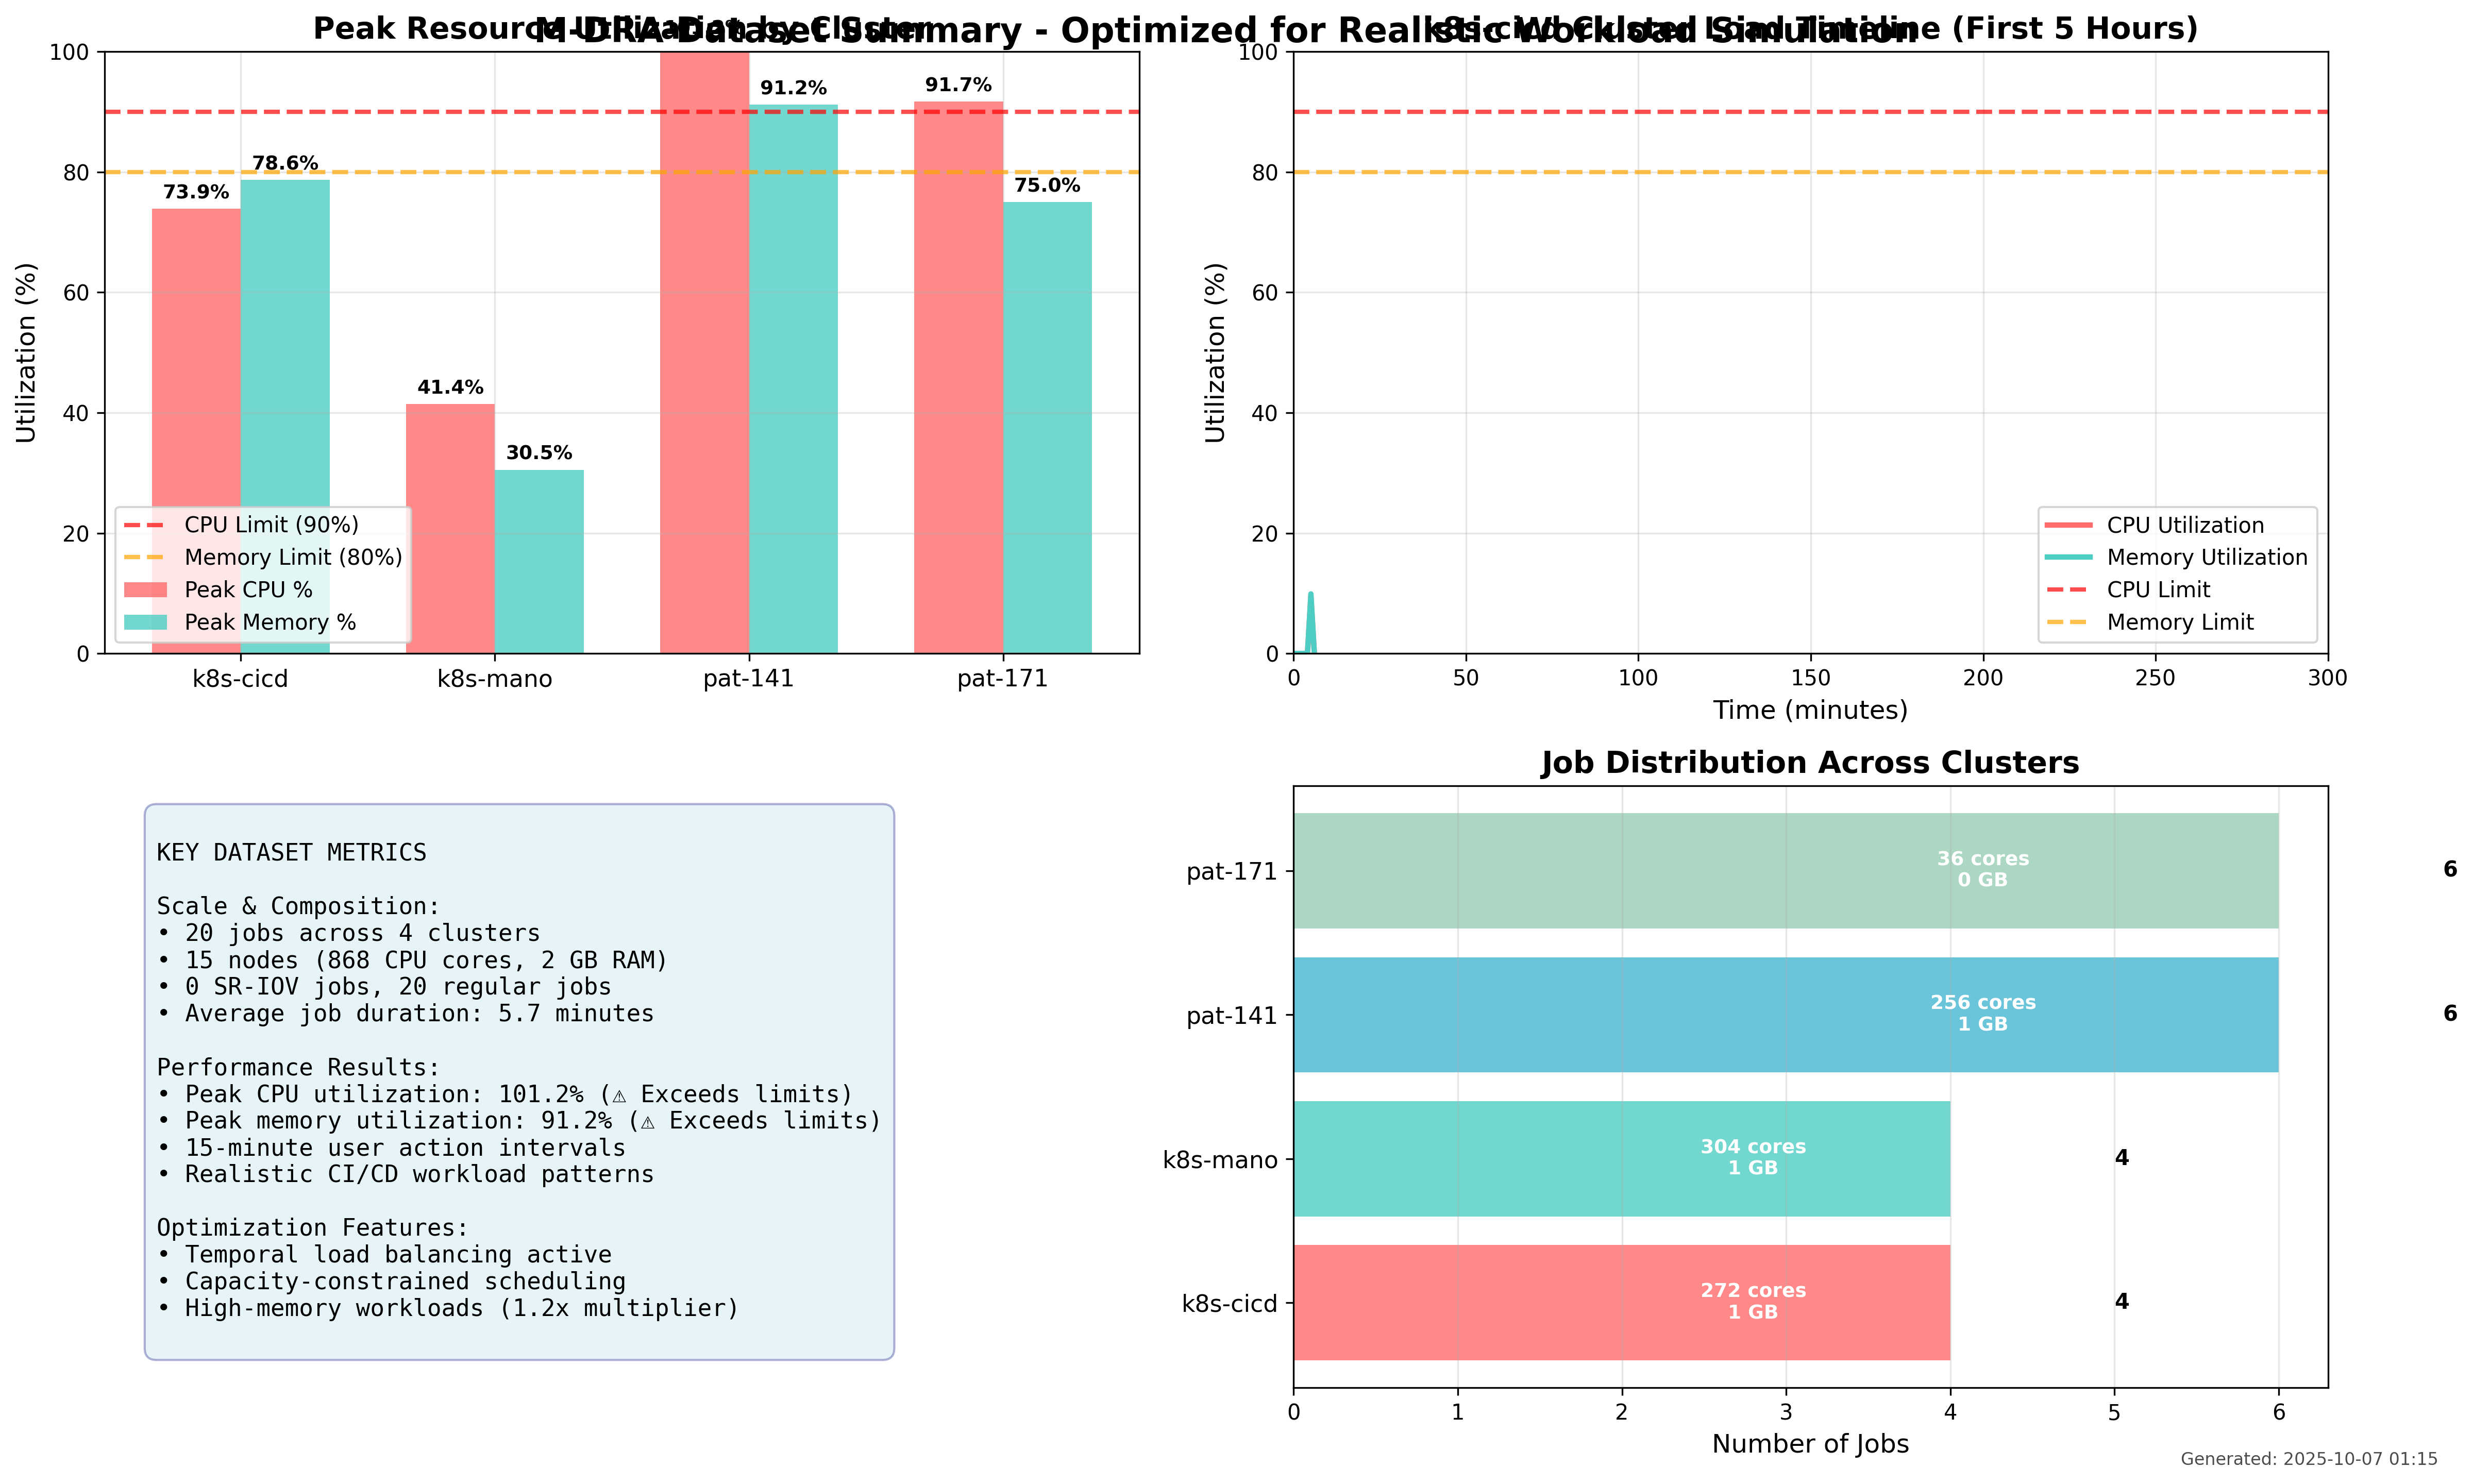 M-DRA Dataset Summary - Optimized for Realistic Workload Simulation
Peak Resource Utilization by Cluster
100
80
60
40
20
0
Utilization (%)
73.9%
78.6%
41.4%
30.5%
91.2%
91.7%
75.0%
CPU Limit (90%)
Memory Limit (80%)
Peak CPU %
Peak Memory %
k8s-cicd
k8s-mano
pat-141
pat-171
k8s-cicd Cluster Load Timeline (First 5 Hours)
100
80
60
40
20
0
Utilization (%)
CPU Utilization
Memory Utilization
CPU Limit
Memory Limit
0
50
100
150
200
250
300
Time (minutes)
KEY DATASET METRICS
Scale & Composition:
• 20 jobs across 4 clusters
• 15 nodes (868 CPU cores, 2 GB RAM)
• 0 SR-IOV jobs, 20 regular jobs
• Average job duration: 5.7 minutes
Performance Results:
• Peak CPU utilization: 101.2% (⚠ Exceeds limits)
• Peak memory utilization: 91.2% (⚠ Exceeds limits)
• 15-minute user action intervals
• Realistic CI/CD workload patterns
Optimization Features:
• Temporal load balancing active
• Capacity-constrained scheduling
• High-memory workloads (1.2x multiplier)
Job Distribution Across Clusters
pat-171
36 cores
0 GB
6
pat-141
256 cores
1 GB
6
k8s-mano
304 cores
1 GB
4
k8s-cicd
272 cores
1 GB
4
0
1
2
3
4
5
6
Number of Jobs
Generated: 2025-10-07 01:15